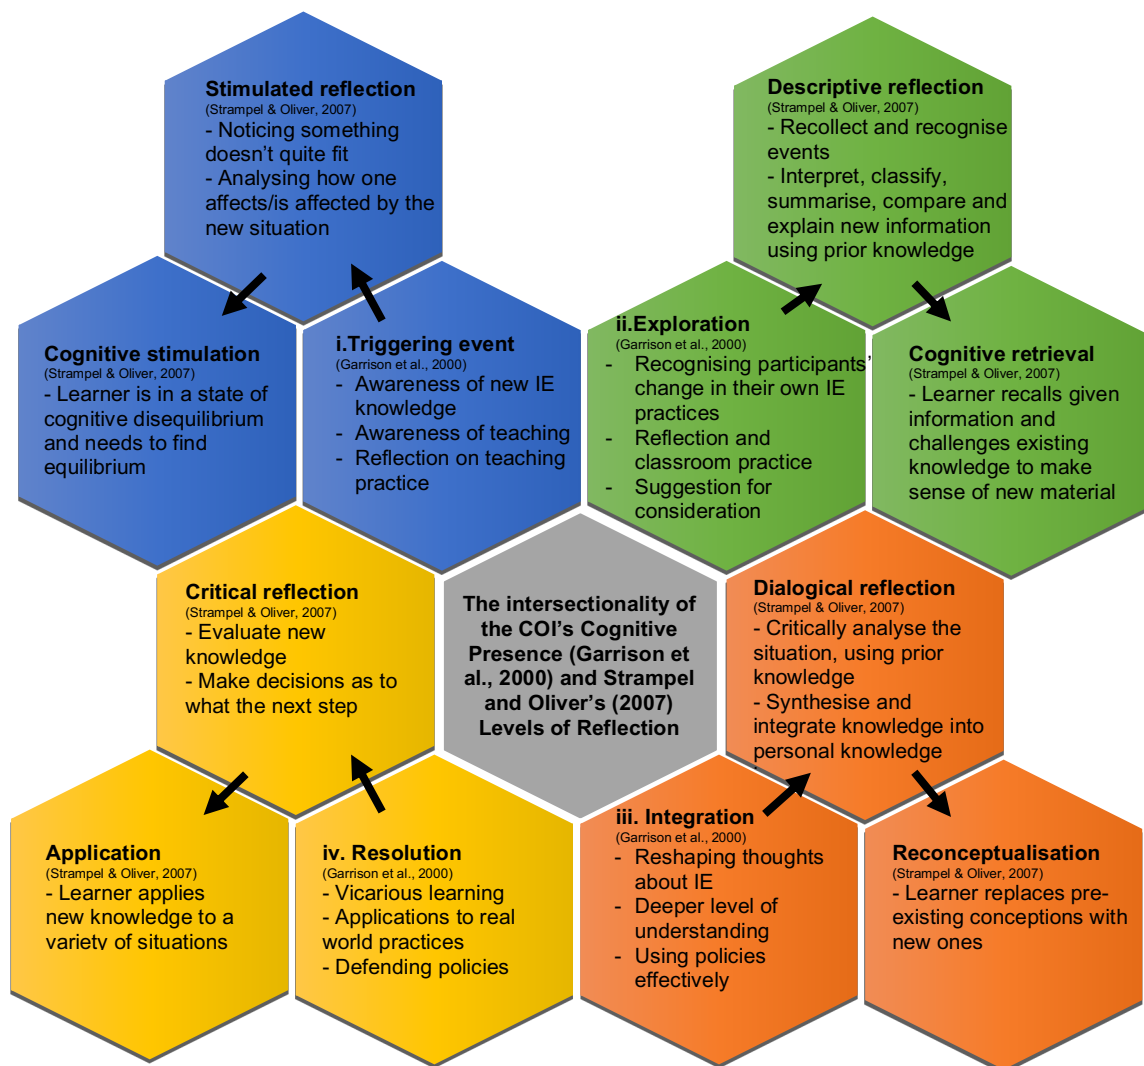 Stimulated reflection
(Strampel & Oliver, 2007)
- Noticing something
doesn't quite fit
- Analysing how one
affects/is affected by the
new situation
Descriptive reflection
(Strampel & Oliver, 2007)
- Recollect and recognise
events
- Interpret, classify,
summarise, compare and
explain new information
using prior knowledge
Cognitive stimulation
(Strampel & Oliver, 2007)
- Learner is in a state of
cognitive disequilibrium
and needs to find
equilibrium
i.Triggering event
(Garrison et al., 2000)
- Awareness of new IE
knowledge
- Awareness of teaching
- Reflection on teaching
practice
ii.Exploration
(Garrison et al., 2000)
- Recognising participants'
change in their own IE
practices
- Reflection and
classroom practice
- Suggestion for
consideration
Cognitive retrieval
(Strampel & Oliver, 2007)
- Learner recalls given
information and
challenges existing
knowledge to make
sense of new material
Critical reflection
(Strampel & Oliver, 2007)
- Evaluate new
knowledge
- Make decisions as to
what the next step
The intersectionality of
the COI's Cognitive
Presence (Garrison et
al., 2000) and Strampel
and Oliver's (2007)
Levels of Reflection
Dialogical reflection
(Strampel & Oliver, 2007)
- Critically analyse the
situation, using prior
knowledge
- Synthesise and
integrate knowledge into
personal knowledge
Application
(Strampel & Oliver, 2007)
- Learner applies
new knowledge to a
variety of situations
iv. Resolution
(Garrison et al., 2000)
- Vicarious learning
- Applications to real
world practices
- Defending policies
iii. Integration
(Garrison et al., 2000)
- Reshaping thoughts
about IE
- Deeper level of
understanding
- Using policies
effectively
Reconceptualisation
(Strampel & Oliver, 2007)
- Learner replaces pre-
existing conceptions with
new ones